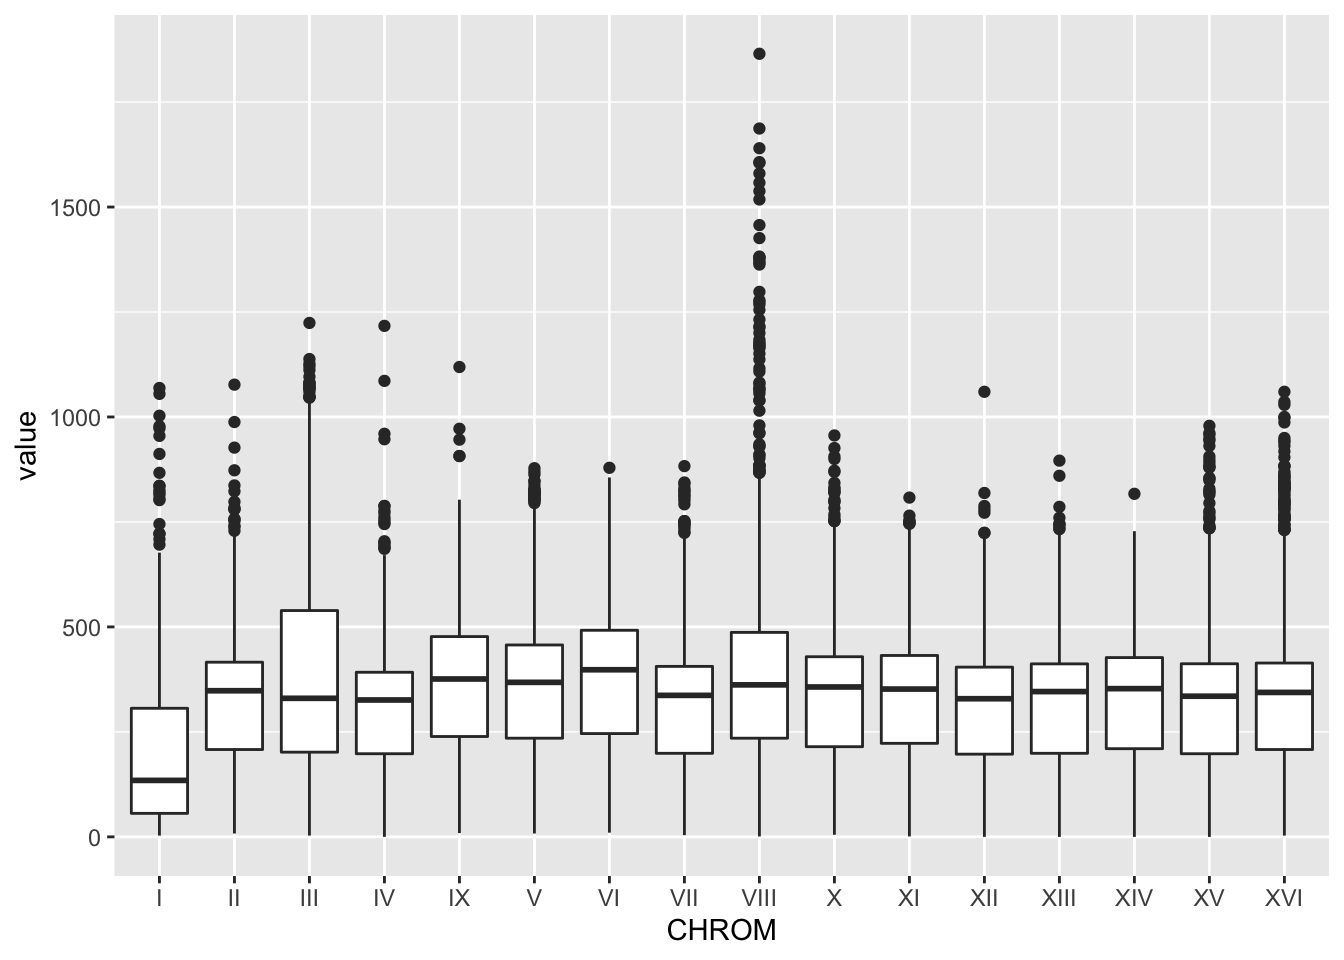 value
1500
1000
500
0
I II III IV IX V VI VII VIII X XI XII XIII XIV XV XVI
CHROM